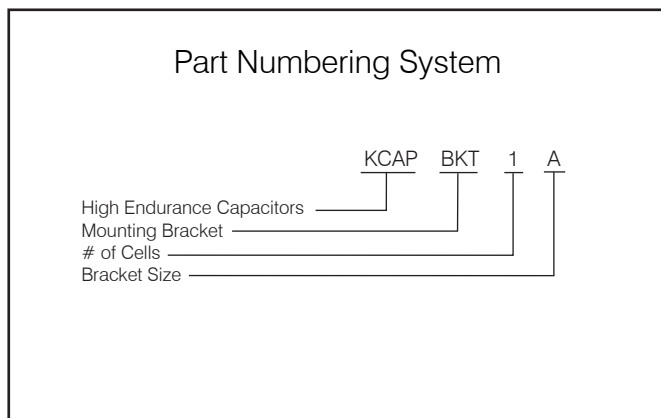 Part Numbering System
KCAP BKT 1 A
High Endurance Capacitors
Mounting Bracket
# of Cells
Bracket Size